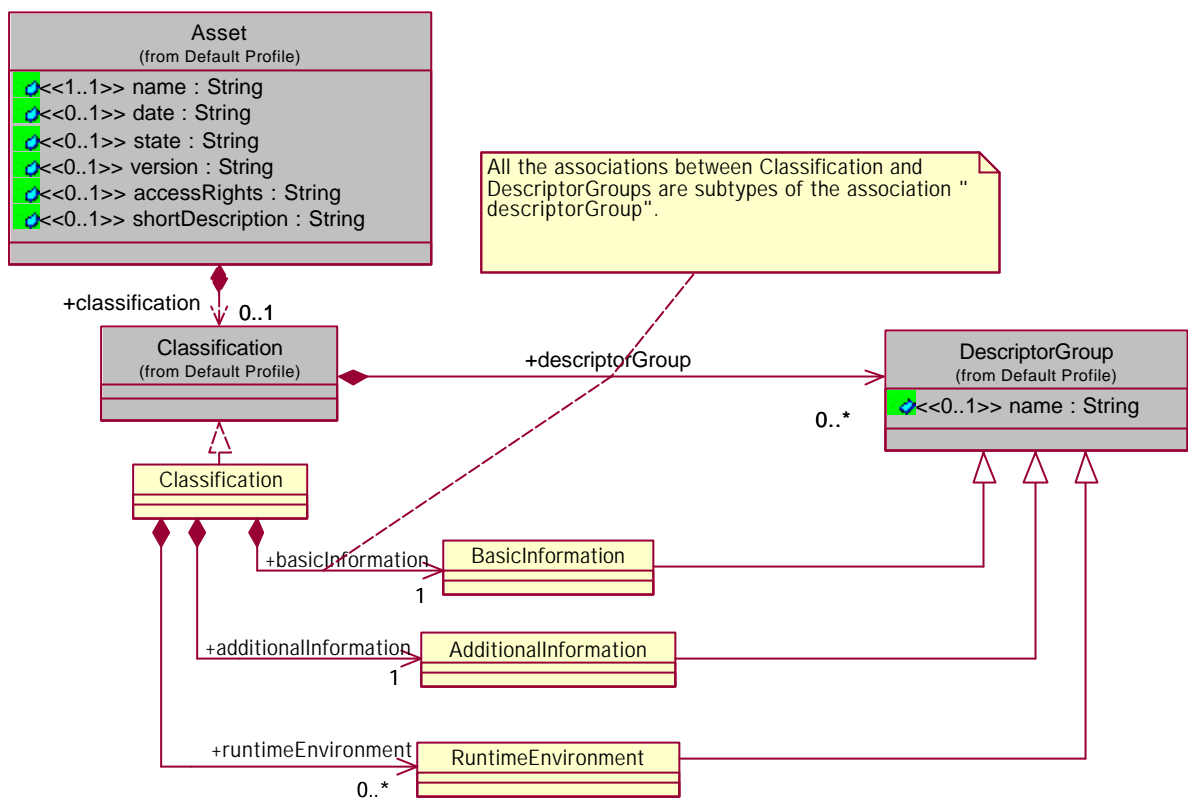 Asset
(from Default Profile)
<<1..1>> name : String
<<0..1>> date : String
<<0..1>> state : String
<<0..1>> version : String
<<0..1>> accessRights : String
<<0..1>> shortDescription : String
All the associations between Classification and
DescriptorGroups are subtypes of the association "
descriptorGroup".
+classification
0..1
Classification
(from Default Profile)
+descriptorGroup
0..*
DescriptorGroup
(from Default Profile)
<<0..1>> name : String
Classification
+basicInformation
1
BasicInformation
+additionalInformation
1
AdditionalInformation
+runtimeEnvironment
0..*
RuntimeEnvironment